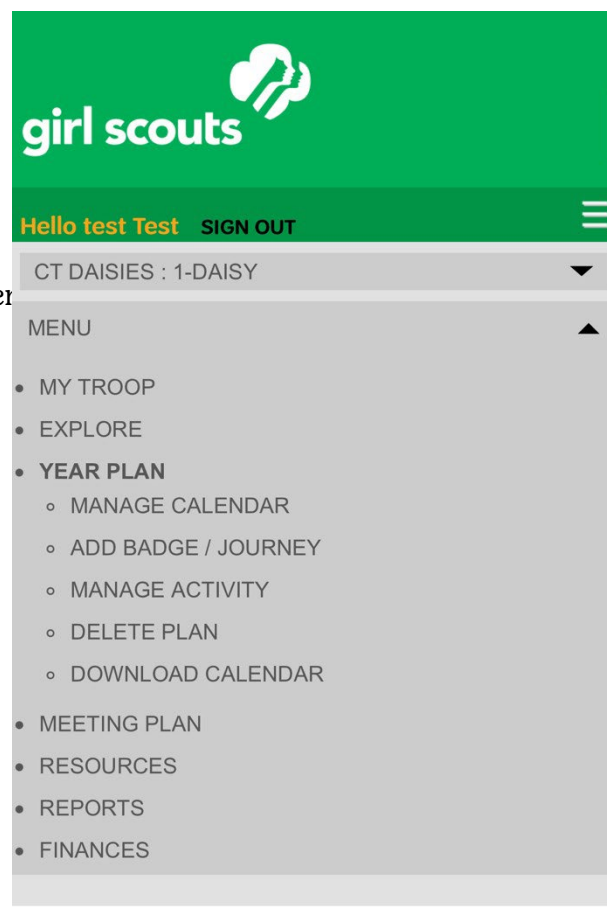 girl scouts
Hello test Test SIGN OUT
CT DAISIES : 1-DAISY
er
MENU
MY TROOP
EXPLORE
YEAR PLAN
MANAGE CALENDAR
ADD BADGE / JOURNEY
MANAGE ACTIVITY
DELETE PLAN
DOWNLOAD CALENDAR
MEETING PLAN
RESOURCES
REPORTS
FINANCES